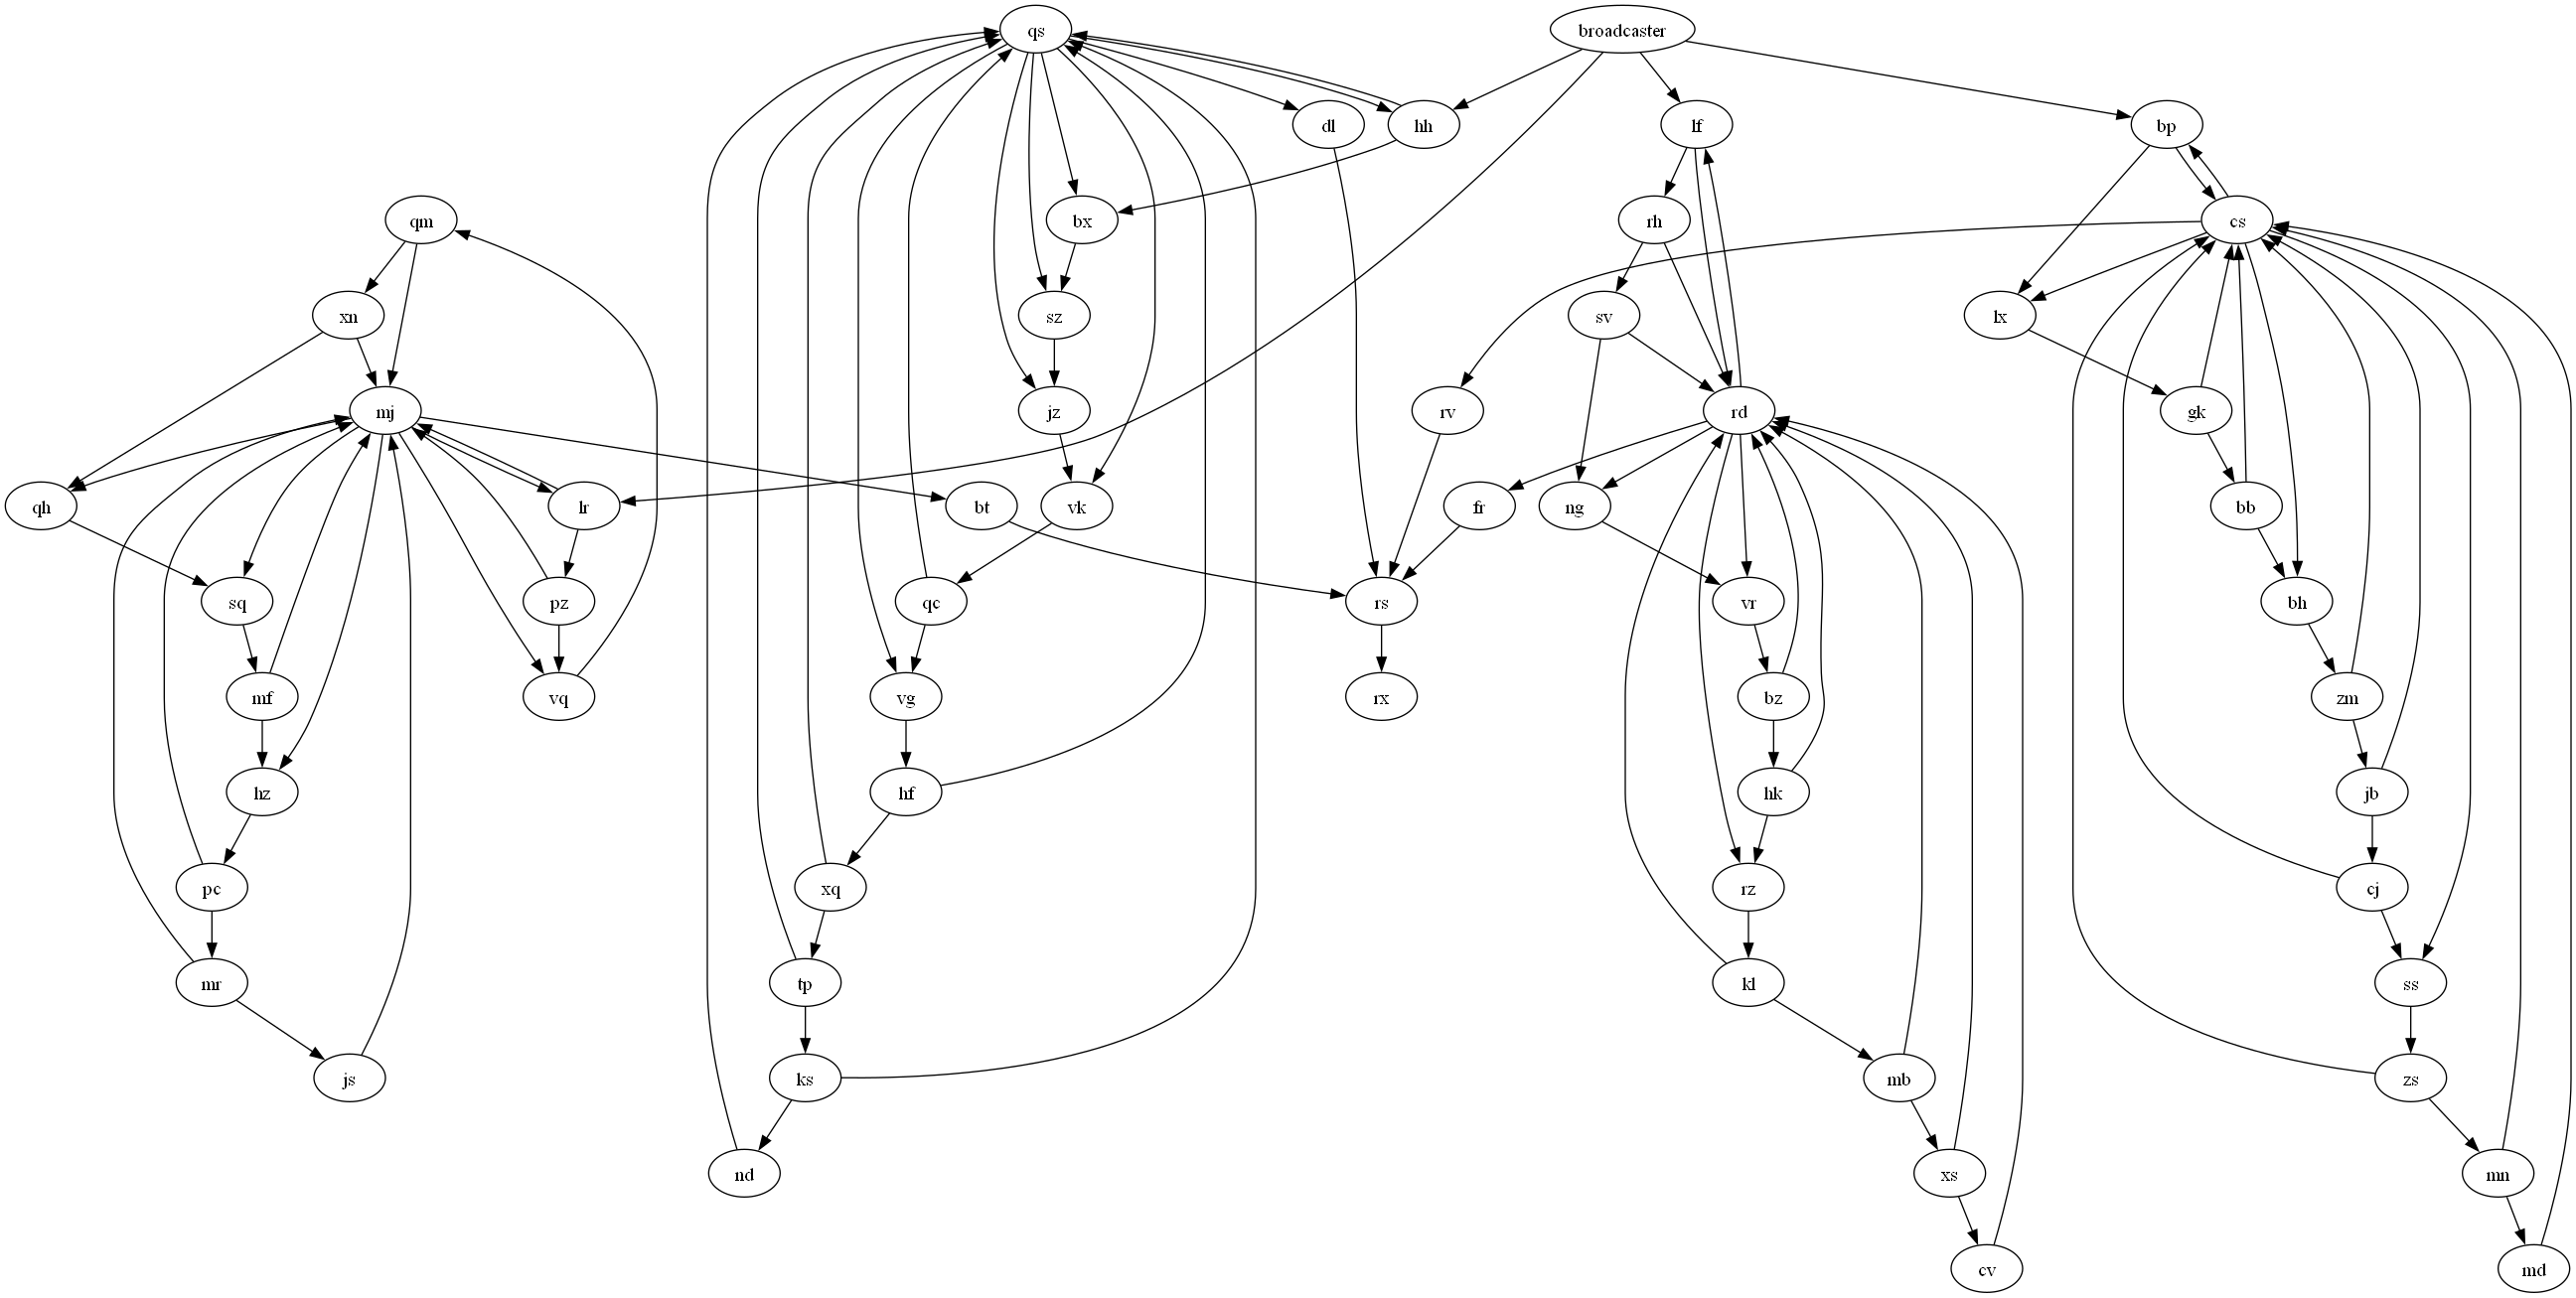 qs
broadcaster
dl
hh
lf
bp
qm
bx
rh
cs
xn
sz
sv
lx
mj
jz
rv
rd
gk
qh
lr
bt
vk
fr
ng
bb
sq
pz
qc
rs
vr
bh
mf
vq
vg
rx
bz
zm
hz
hf
hk
jb
pc
xq
rz
cj
mr
tp
kl
ss
js
ks
mb
zs
nd
xs
mn
cv
md